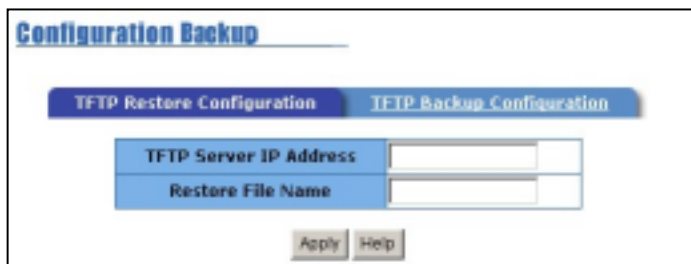 Configuration Backup
TFTP Restore Configuration TFTP Backup Configuration
TFTP Server IP Address
Restore File Name
Apply Help